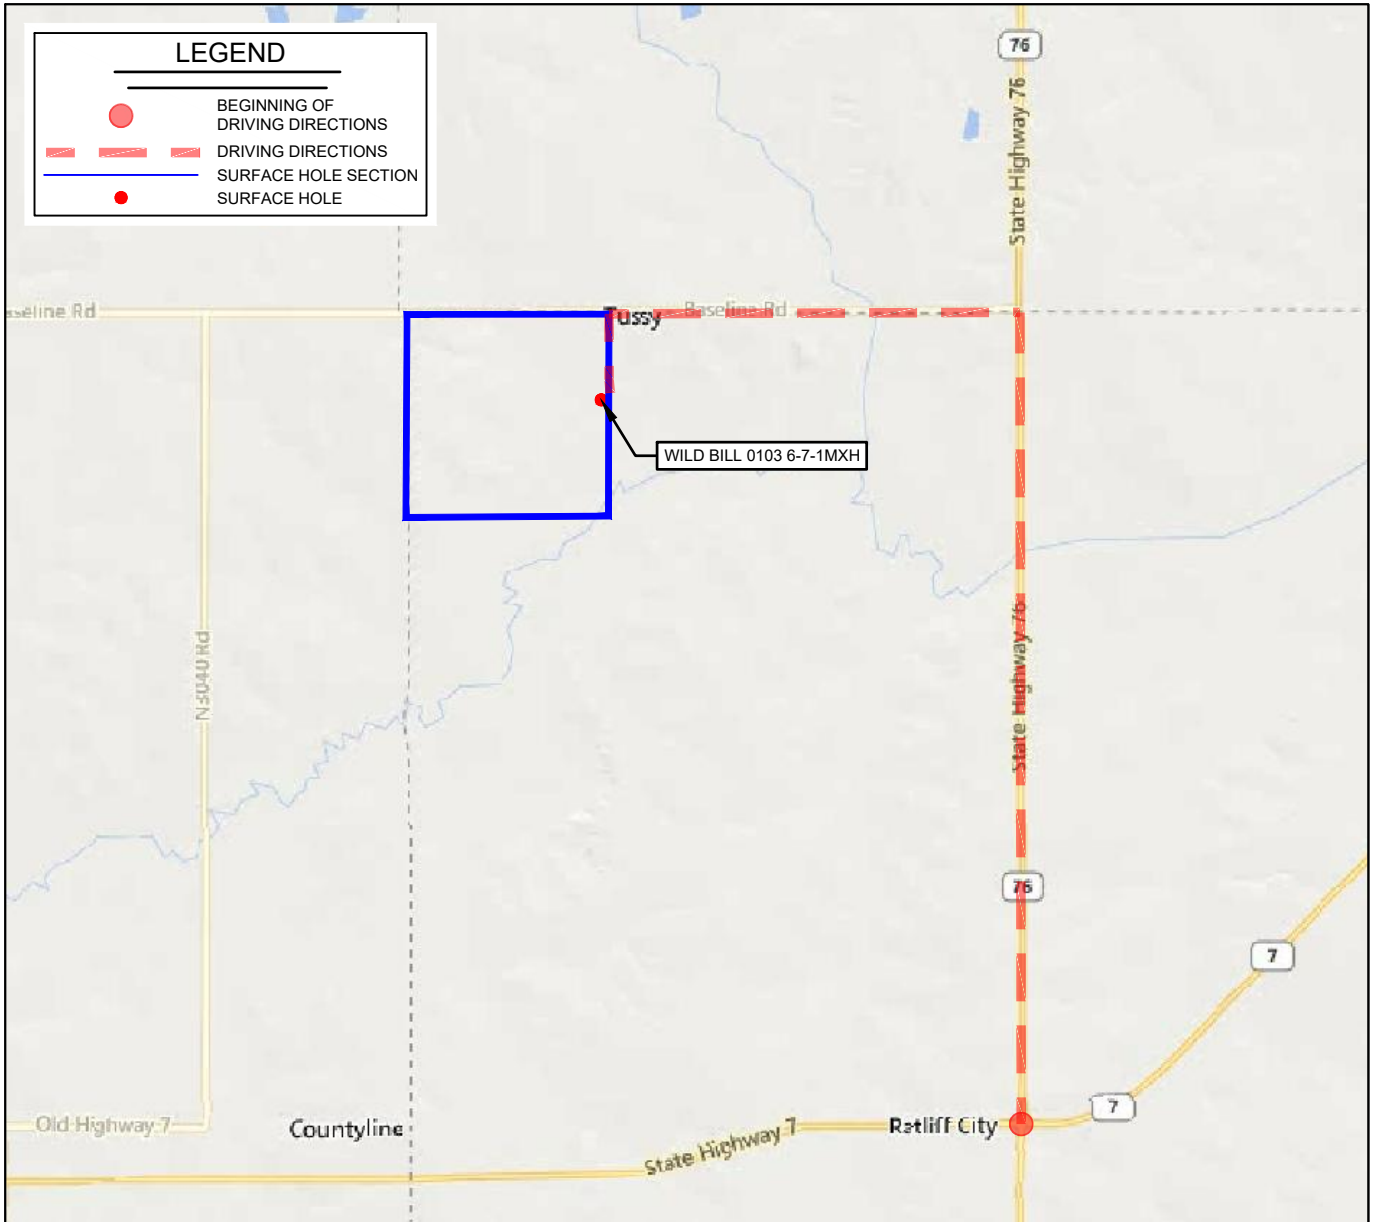 LEGEND
BEGINNING OF
DRIVING DIRECTIONS
DRIVING DIRECTIONS
SURFACE HOLE SECTION
SURFACE HOLE
76
State Highway 76
seline Rd
Tussy
Baseline Rd
WILD BILL 0103 6-7-1MXH
N3040 Rd
State Highway 76
76
7
7
Old Highway 7
Countyline
State Highway 7
Ratliff City